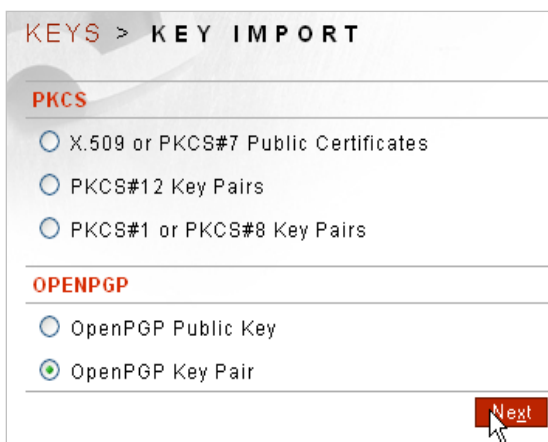 KEYS > KEY IMPORT
PKCS
X.509 or PKCS#7 Public Certificates
PKCS#12 Key Pairs
PKCS#1 or PKCS#8 Key Pairs
OPENPGP
OpenPGP Public Key
OpenPGP Key Pair
Next